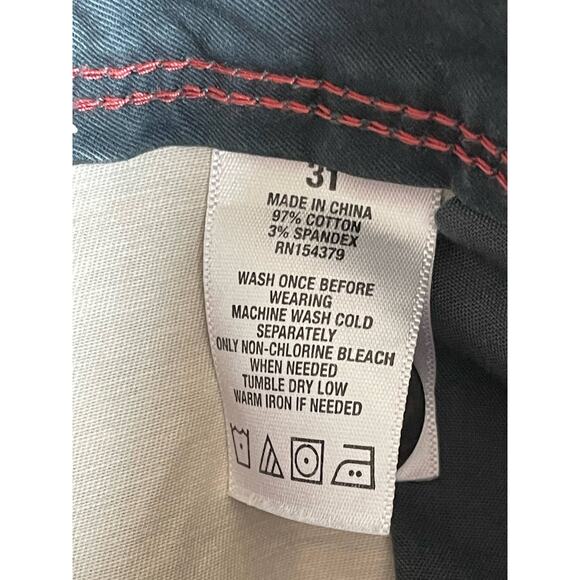 31
MADE IN CHINA
97% COTTON
3% SPANDEX
RN154379
WASH ONCE BEFORE
WEARING
MACHINE WASH COLD
SEPARATELY
ONLY NON-CHLORINE BLEACH
WHEN NEEDED
TUMBLE DRY LOW
WARM IRON IF NEEDED